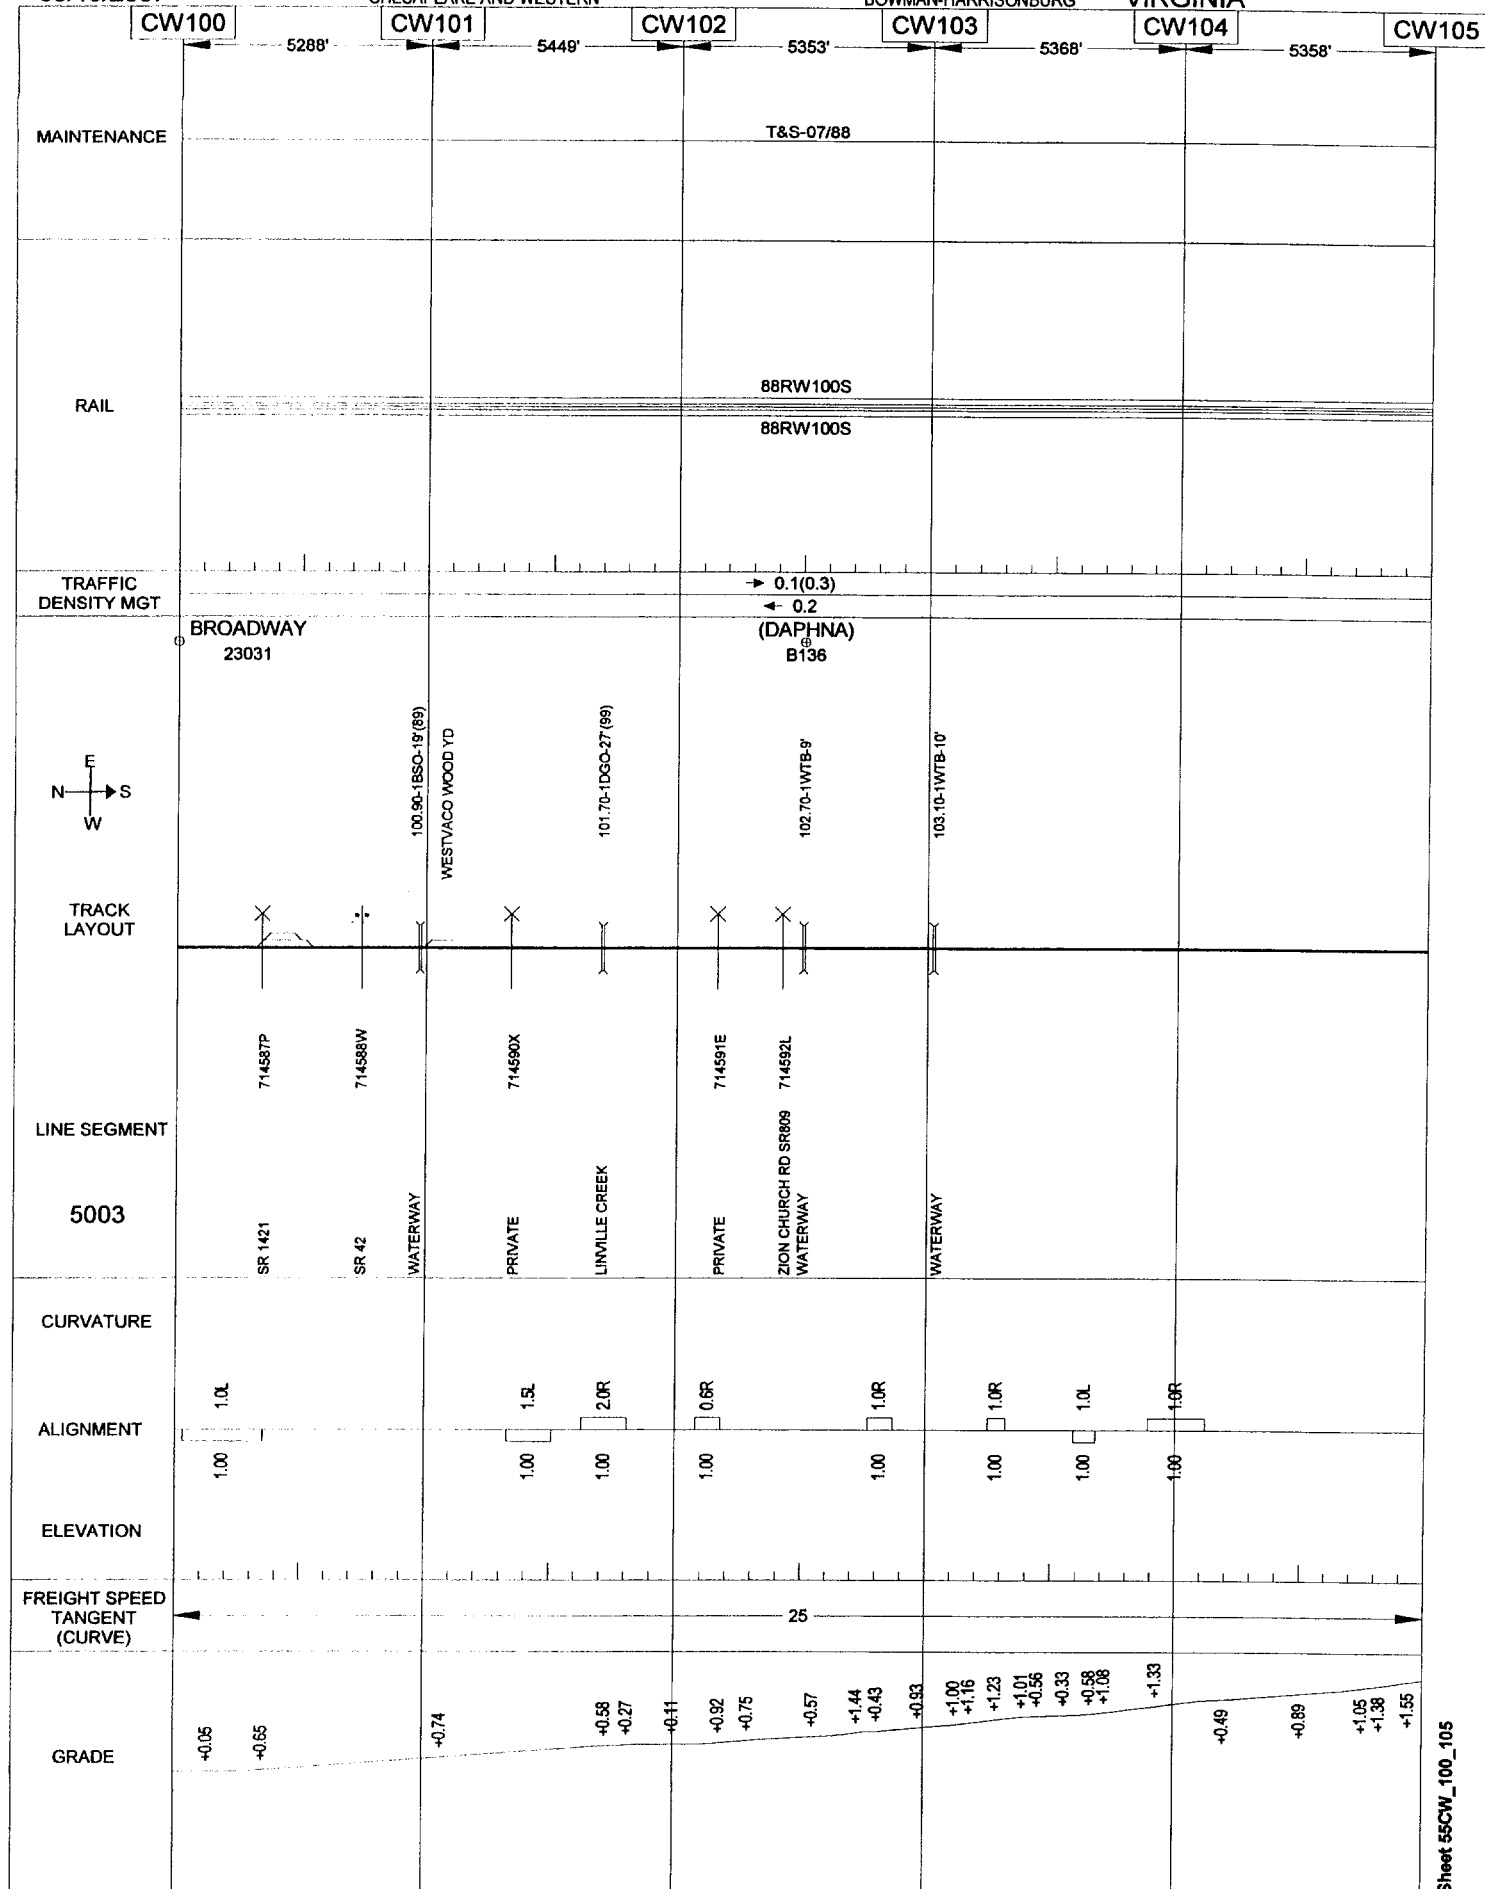 CHESAPEAKE AND WESTERN
BOWMAN-HARRISONBURG
VIRGINIA
CW100
CW101
CW102
CW103
CW104
CW105
5288'
5449'
5353'
5368'
5358'
MAINTENANCE
T&S-07/88
RAIL
88RW100S
88RW100S
TRAFFIC
DENSITY MGT
0.1(0.3)
0.2
BROADWAY
23031
(DAPHNA)
B136
E
N
S
W
100.90-1BSO-19'(89)
WESTVACO WOOD YD
101.70-1DGO-27'(99)
102.70-1WTB-9'
103.10-1WTB-10'
TRACK
LAYOUT
714587P
714588W
714590X
714591E
714592L
LINE SEGMENT
5003
SR 1421
SR 42
WATERWAY
PRIVATE
LINVILLE CREEK
PRIVATE
ZION CHURCH RD SR809
WATERWAY
WATERWAY
CURVATURE
1.0L
1.5L
2.0R
0.6R
1.0R
1.0R
1.0L
1.0R
ALIGNMENT
1.00
1.00
1.00
1.00
1.00
1.00
1.00
1.00
ELEVATION
FREIGHT SPEED
TANGENT
(CURVE)
25
GRADE
+0.05
+0.65
+0.74
+0.58
+0.27
+0.11
+0.92
+0.75
+0.57
+1.44
+0.43
+0.93
+1.00
+1.16
+1.23
+1.01
+0.56
+0.33
+0.58
+1.08
+1.33
+0.49
+0.89
+1.05
+1.38
+1.55
Sheet 55CW_100_105